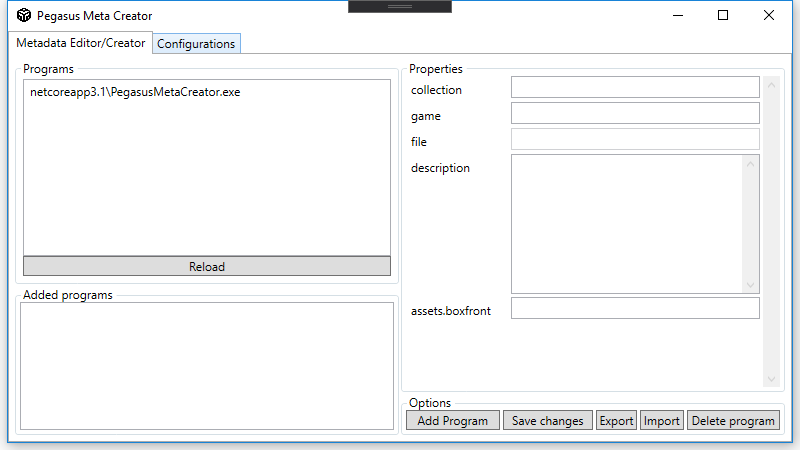 Pegasus Meta Creator
Metadata Editor/Creator Configurations
Programs
netcoreapp3.1\PegasusMetaCreator.exe
Reload
Added programs
Properties
collection
game
file
description
assets.boxfront
Options
Add Program Save changes Export Import Delete program